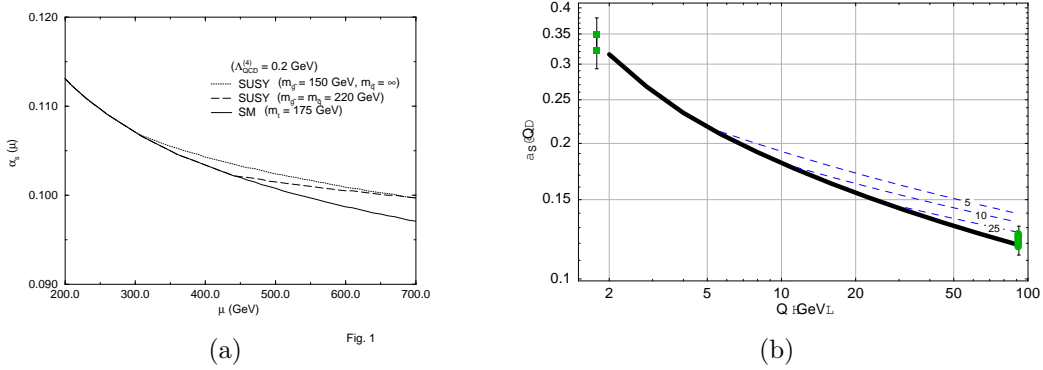 0.120
0.110
0.100
0.090
α_s (μ)
(Λ_QCD^(4) = 0.2 GeV)
SUSY (m_g̃ = 150 GeV, m_q̃ = ∞)
SUSY (m_g̃ = m_q̃ = 220 GeV)
SM (m_t = 175 GeV)
200.0 300.0 400.0 500.0 600.0 700.0
μ (GeV)
Fig. 1
(a)
0.4
0.35
0.3
0.25
0.2
0.15
0.1
5
10
25
2 5 10 20 50 100
(b)